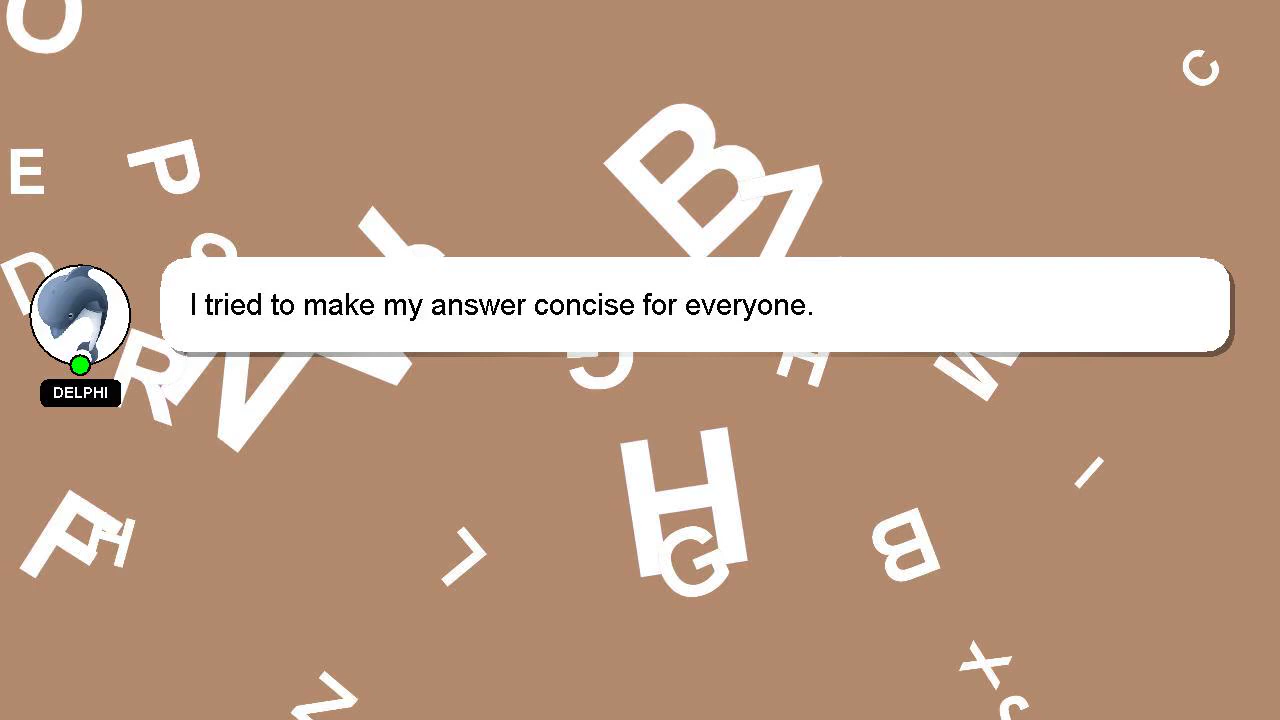 O
C
E
P
B
Z
S
D
I tried to make my answer concise for everyone.
DELPHI
R
G
H
H
G
F
H
L
B
I
X
Z
J